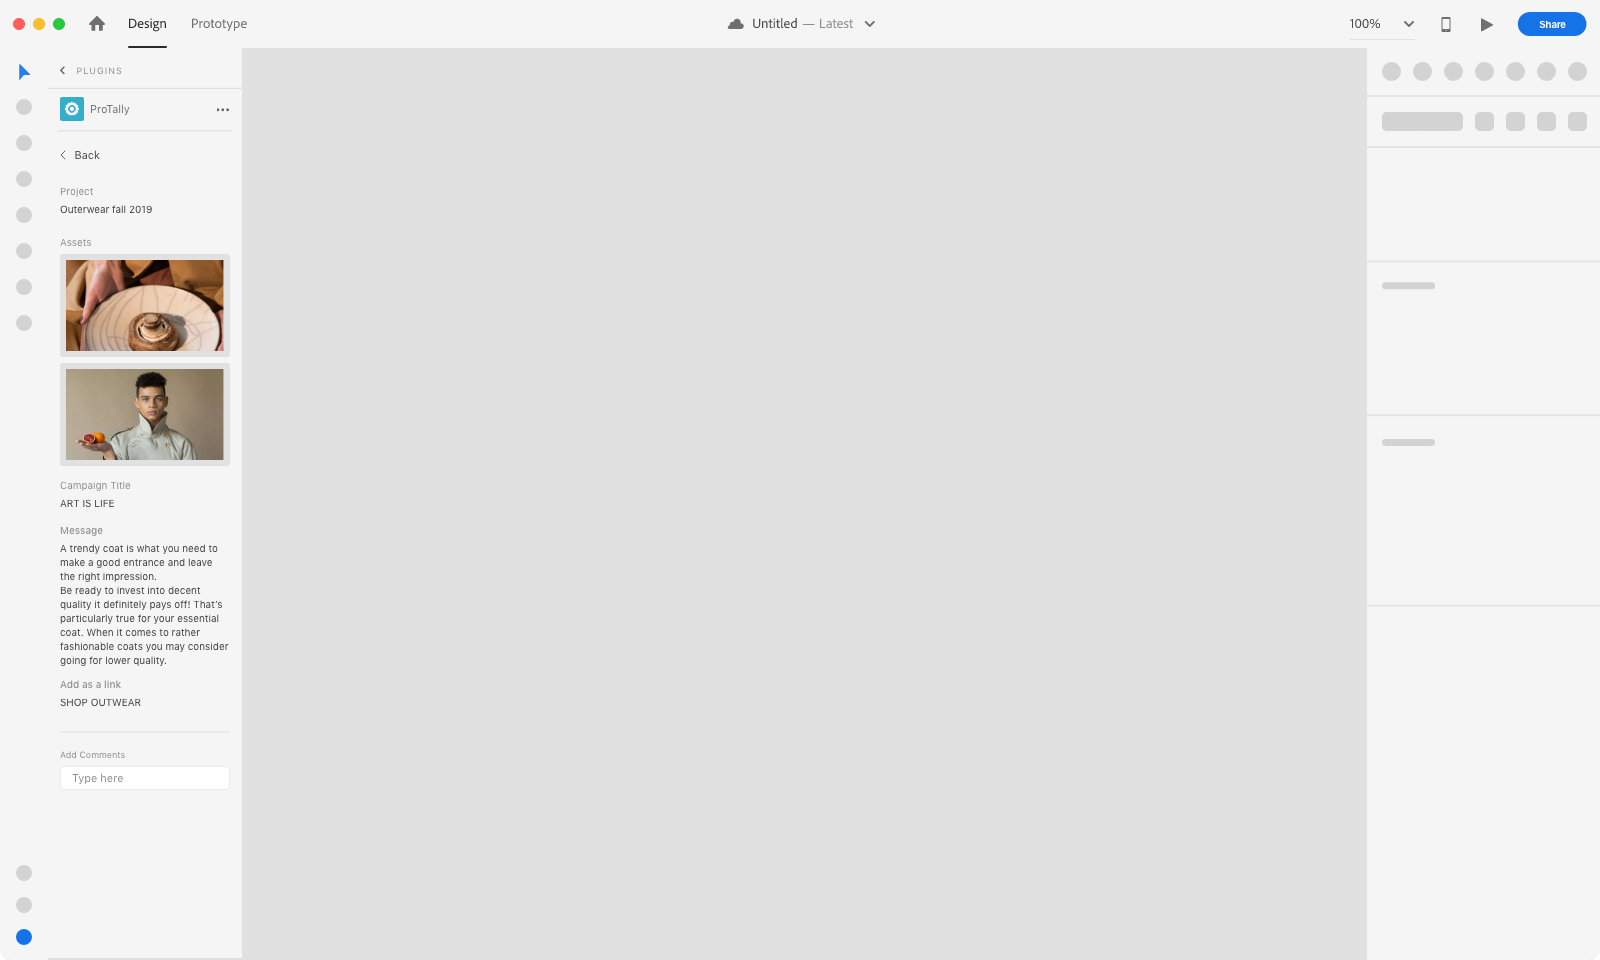 Design
Prototype
Untitled — Latest
100%
Share
PLUGINS
ProTally
Back
Project
Outerwear fall 2019
Assets
Campaign Title
ART IS LIFE
Message
A trendy coat is what you need to
make a good entrance and leave
the right impression.
Be ready to invest into decent
quality it definitely pays off! That's
particularly true for your essential
coat. When it comes to rather
fashionable coats you may consider
going for lower quality.
Add as a link
SHOP OUTWEAR
Add Comments
Type here